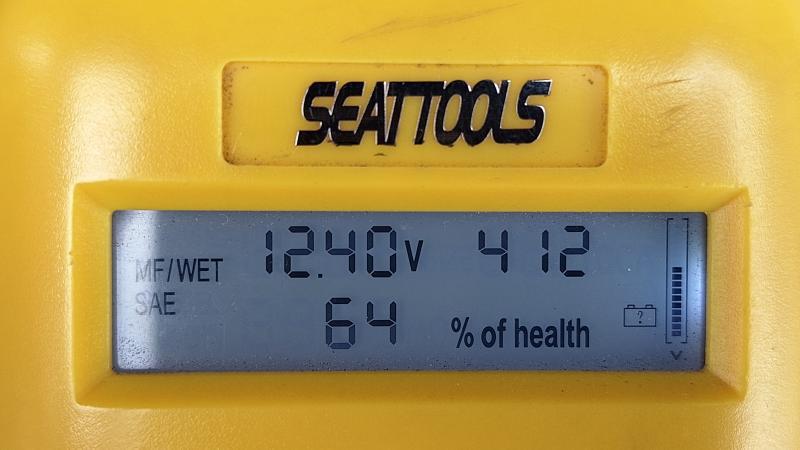 SEATTOOLS
MF/WET 12.40V 412
SAE 64 % of health
?